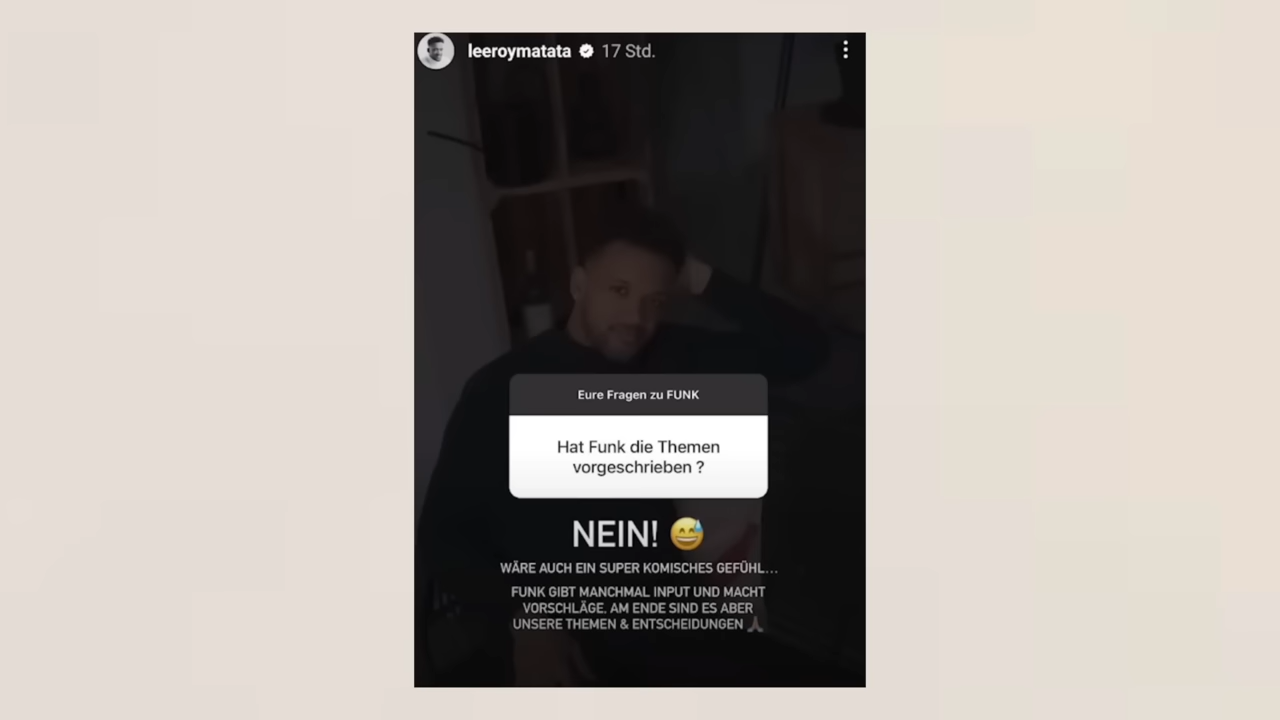 leeroymatata 17 Std.
Eure Fragen zu FUNK
Hat Funk die Themen
vorgeschrieben ?
NEIN! 😅
WÄRE AUCH EIN SUPER KOMISCHES GEFÜHL...
FUNK GIBT MANCHMAL INPUT UND MACHT
VORSCHLÄGE. AM ENDE SIND ES ABER
UNSERE THEMEN & ENTSCHEIDUNGEN 🙏🏾